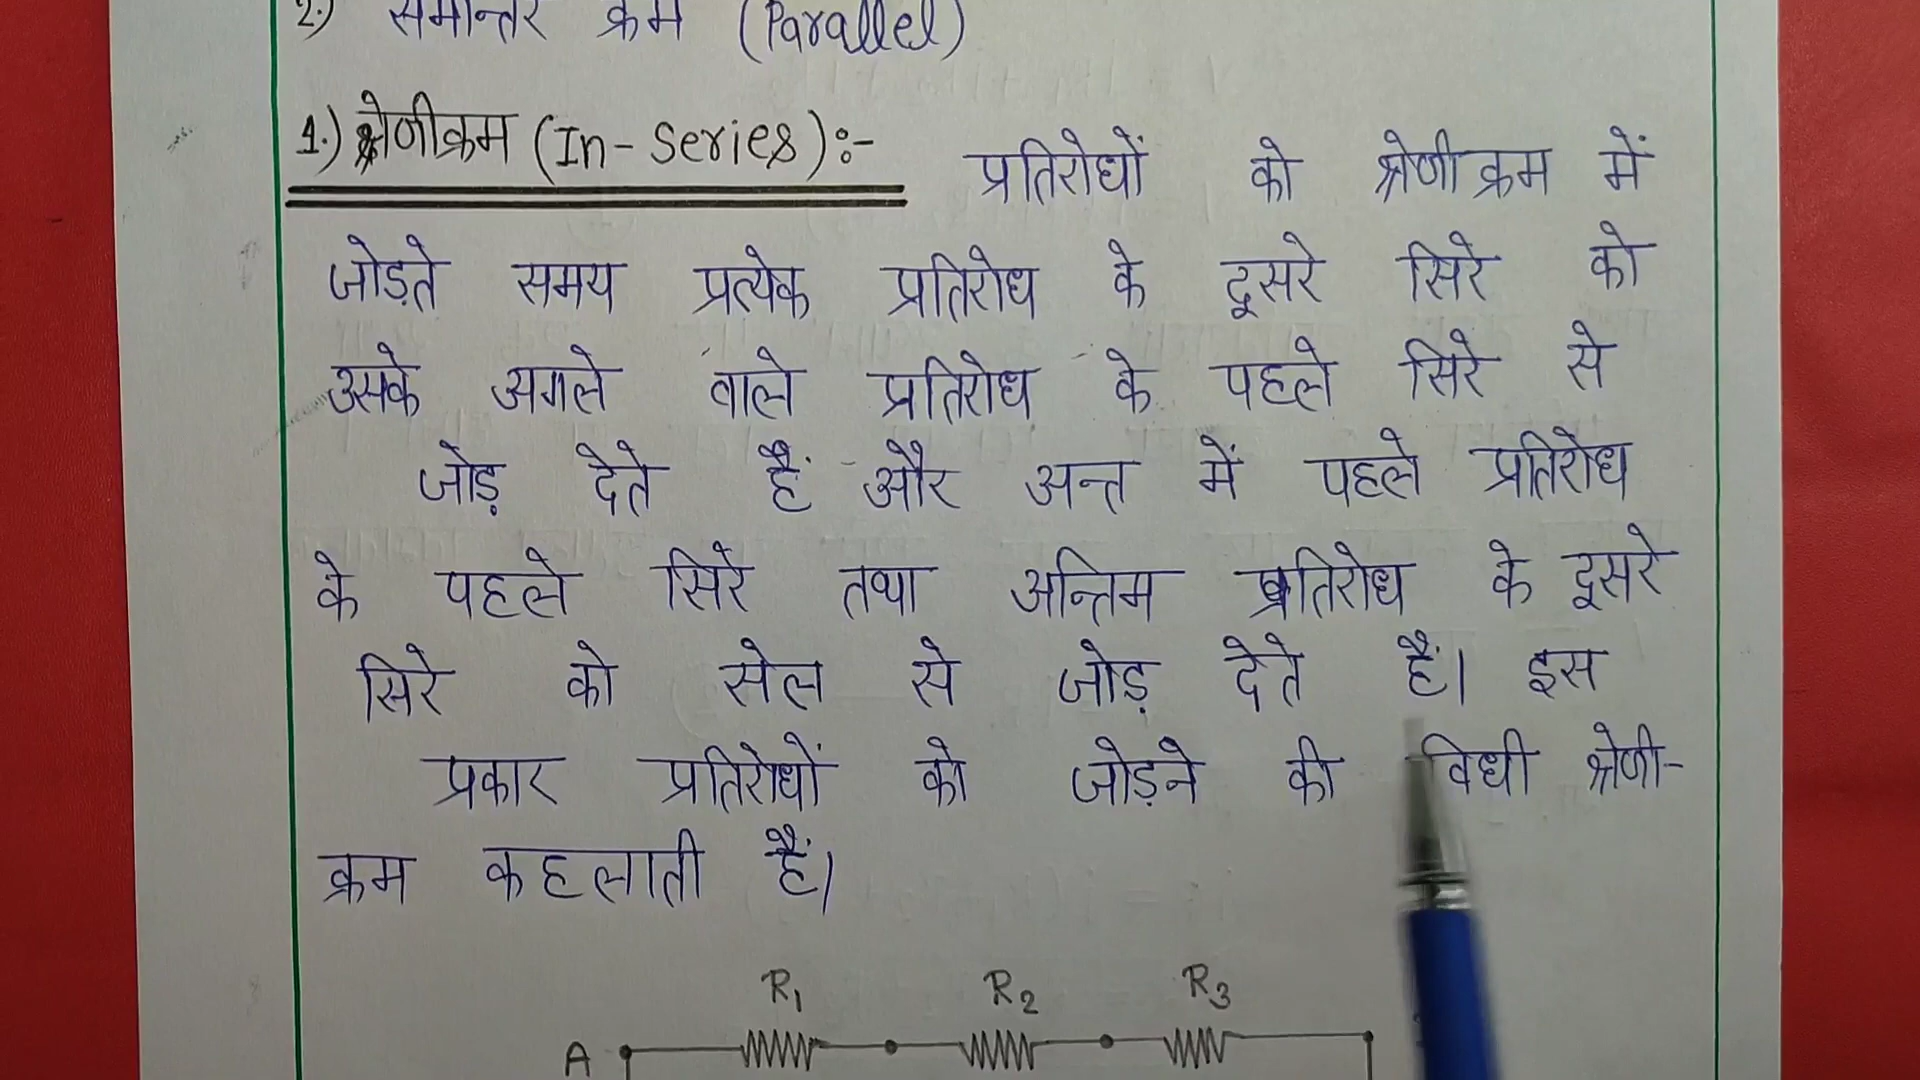 2.) समान्तर क्रम (Parallel)
1.) श्रेणीक्रम (In-Series):- प्रतिरोधों को श्रेणीक्रम में
जोड़ते समय प्रत्येक प्रतिरोध के दूसरे सिरे को
उसके अगले वाले प्रतिरोध के पहले सिरे से
जोड़ देते हैं और अन्त में पहले प्रतिरोध
के पहले सिरे तथा अन्तिम प्रतिरोध के दूसरे
सिरे को सेल से जोड़ देते हैं। इस
प्रकार प्रतिरोधों को जोड़ने की विधी श्रेणी-
क्रम कहलाती हैं।
R1 R2 R3
A